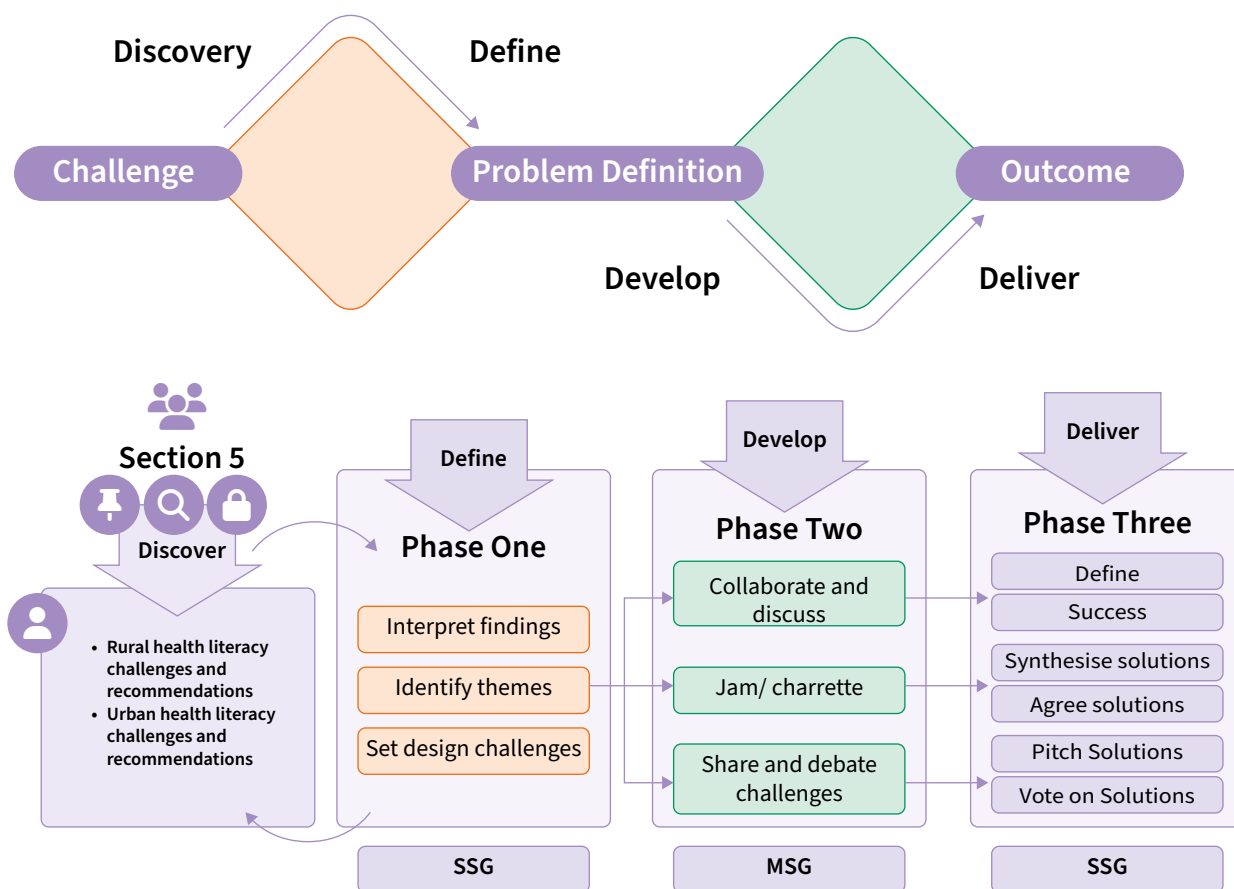 Discovery
Define
Challenge
Problem Definition
Outcome
Develop
Deliver
Section 5
Discover
• Rural health literacy
challenges and
recommendations
• Urban health literacy
challenges and
recommendations
Define
Phase One
Interpret findings
Identify themes
Set design challenges
SSG
Develop
Phase Two
Collaborate and
discuss
Jam/ charrette
Share and debate
challenges
MSG
Deliver
Phase Three
Define
Success
Synthesise solutions
Agree solutions
Pitch Solutions
Vote on Solutions
SSG